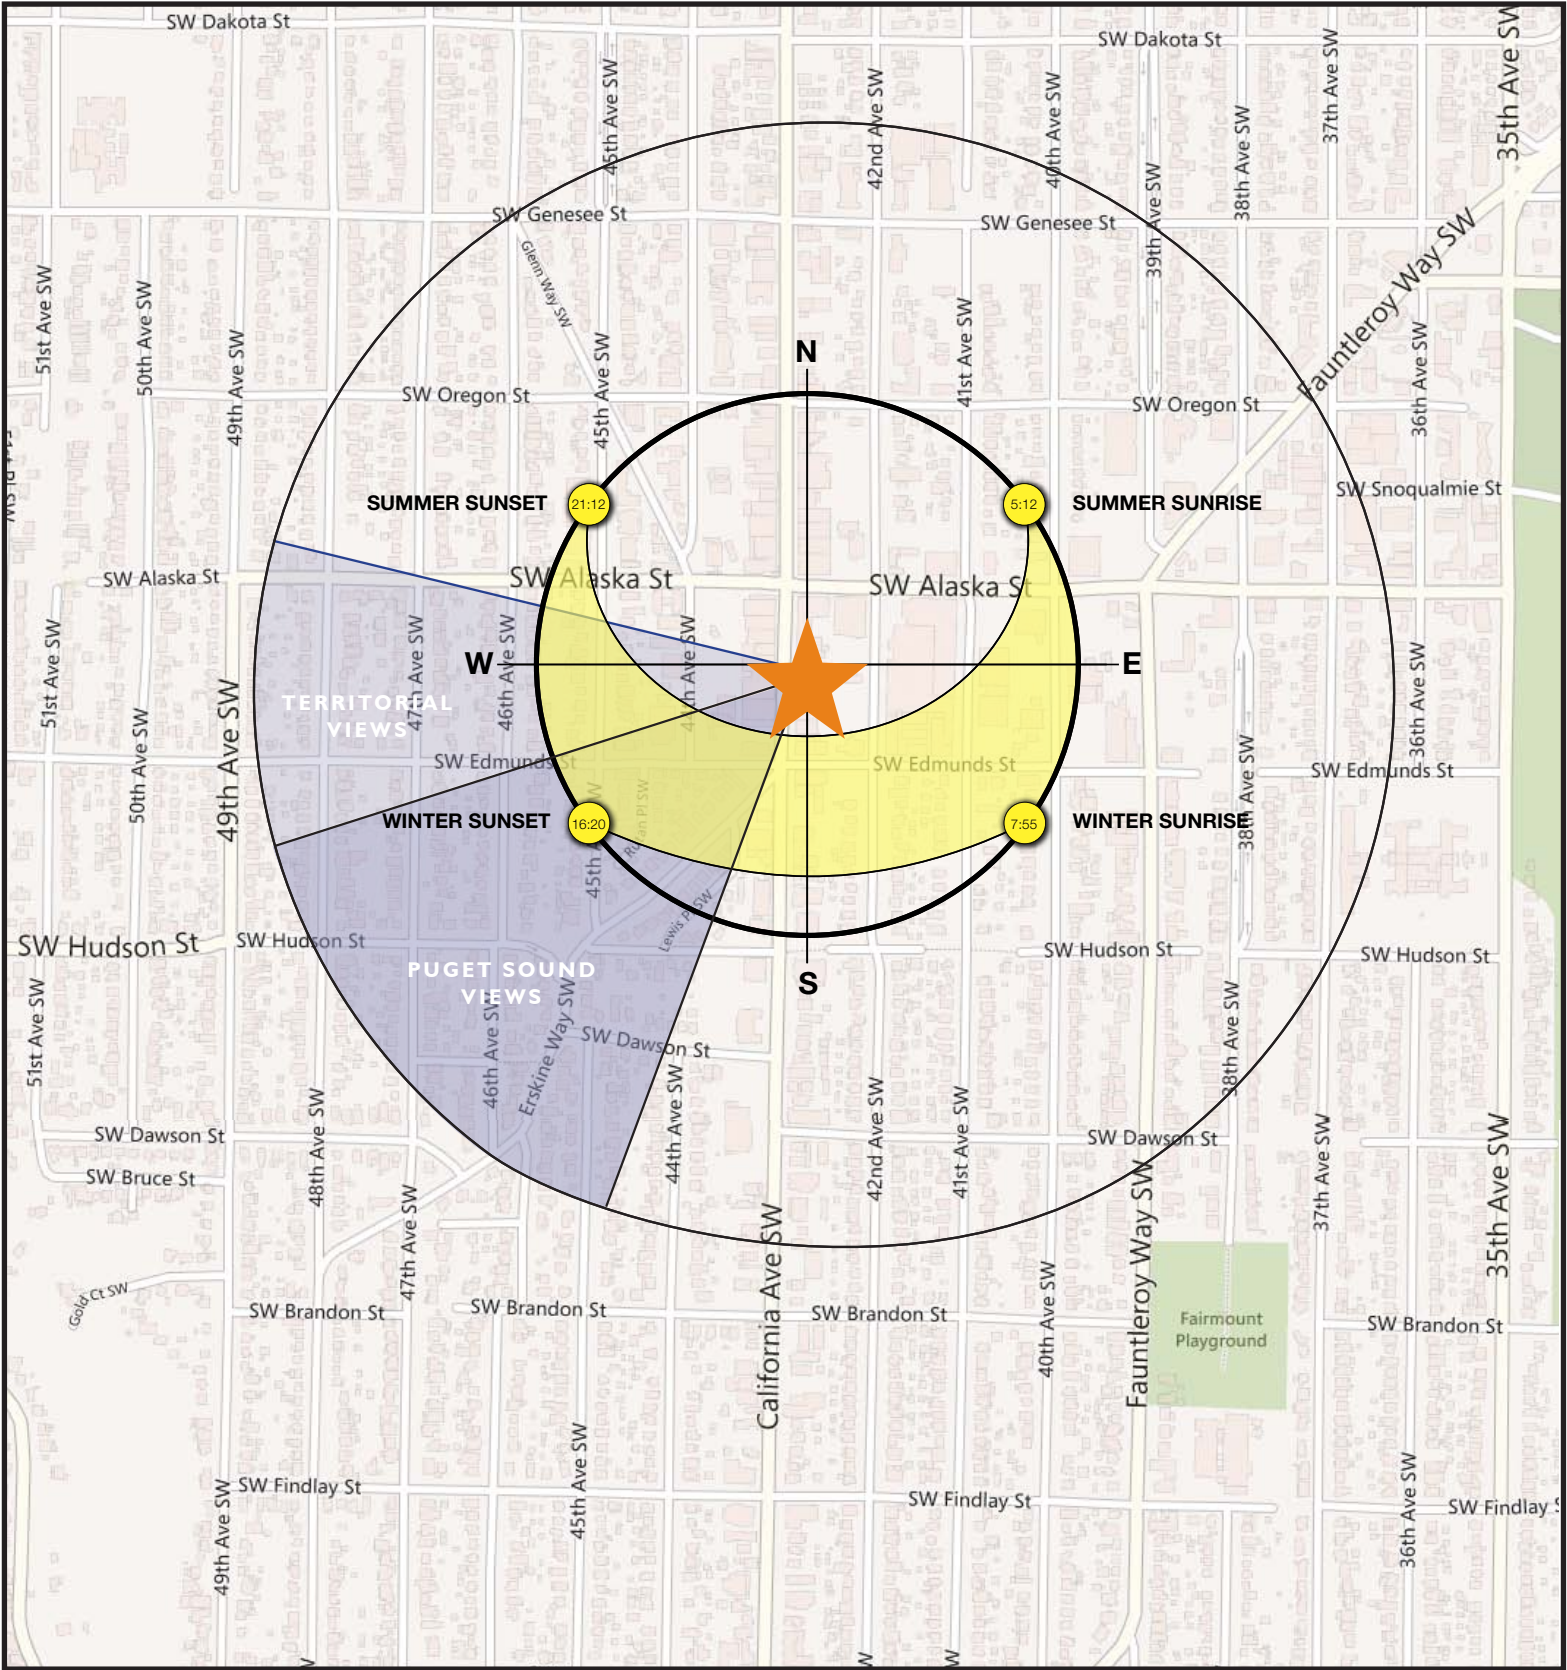 SW Dakota St
SW Dakota St
35th Ave SW
45th Ave SW
42nd Ave SW
40th Ave SW
37th Ave SW
38th Ave SW
39th Ave SW
SW Genesee St
SW Genesee St
Glenn Way SW
Fauntleroy Way SW
51st Ave SW
50th Ave SW
49th Ave SW
45th Ave SW
41st Ave SW
36th Ave SW
N
SW Oregon St
SW Oregon St
SW Snoqualmie St
SUMMER SUNSET
21:12
5:12
SUMMER SUNRISE
SW Alaska St
SW Alaska St
SW Alaska St
51st Ave SW
47th Ave SW
46th Ave SW
44th Ave SW
36th Ave SW
W
E
TERRITORIAL
VIEWS
50th Ave SW
49th Ave SW
SW Edmunds St
SW Edmunds St
SW Edmunds St
38th Ave SW
WINTER SUNSET
16:20
7:55
WINTER SUNRISE
45th
Lewis Pl SW
SW Hudson St
SW Hudson St
SW Hudson St
SW Hudson St
PUGET SOUND
VIEWS
S
51st Ave SW
46th Ave SW
Erskine Way SW
SW Dawson St
38th Ave SW
SW Dawson St
SW Dawson St
48th Ave SW
44th Ave SW
42nd Ave SW
41st Ave SW
37th Ave SW
35th Ave SW
SW Bruce St
47th Ave SW
California Ave SW
Fauntleroy Way SW
Gold Ct SW
40th Ave SW
SW Brandon St
SW Brandon St
SW Brandon St
SW Brandon St
Fairmount
Playground
49th Ave SW
45th Ave SW
36th Ave SW
SW Findlay St
SW Findlay St
SW Findlay